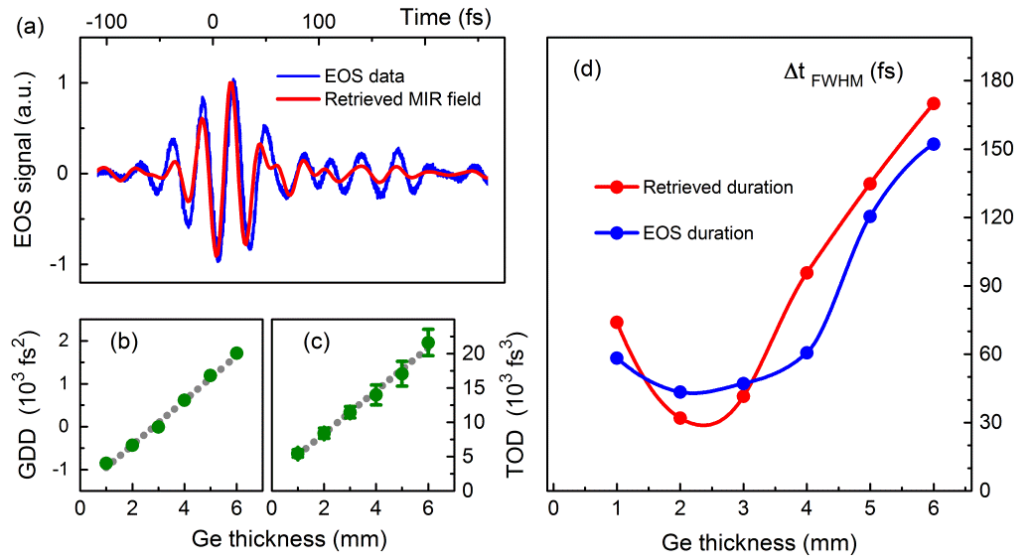 (a)
-100 0 100
Time (fs)
EOS signal (a.u.)
1
0
-1
EOS data
Retrieved MIR field
(b)
GDD (10³ fs²)
2
1
0
-1
0 2 4 6
(c)
20
15
10
5
0
TOD (10³ fs³)
0 2 4 6
Ge thickness (mm)
(d)
Δt FWHM (fs)
Retrieved duration
EOS duration
180
150
120
90
60
30
0
0 1 2 3 4 5 6
Ge thickness (mm)